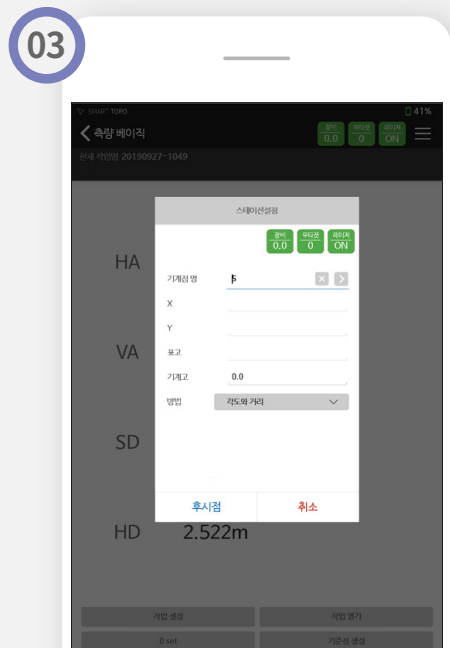 03
SMART TOPO 41%
측량 베이직
광비 0.0 무타겟 0 레이저 ON
현재 작업명 20190927-1049
스테이션설정
광비 0.0 무타겟 0 레이저 ON
HA
기계점 명 5
X
Y
VA
표고
기계고 0.0
방법 각도와 거리
SD
후시점 취소
HD 2.522m
작업 생성 작업 열기
0 set 기준점 생성